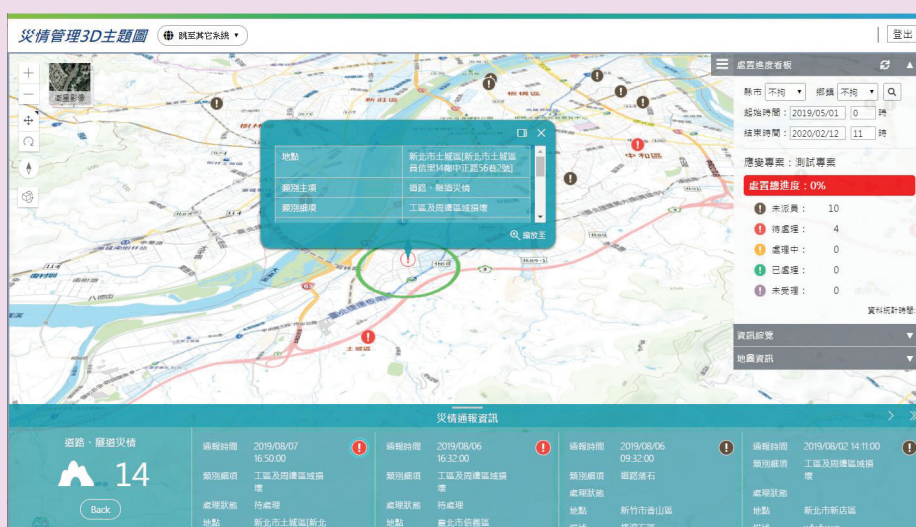 災情管理3D主題圖
跳至其它系統
登出
衛星影像
新莊區
板橋區
中和區
土城區
地點
新北市土城區[新北市土城區員信里14鄰中正路56巷2號]
類別主項
道路、隧道災情
類別細項
工區及周邊區域損壞
縮放至
處置進度看板
縣市 不拘 鄉鎮 不拘
起始時間: 2019/05/01 0 時
結束時間: 2020/02/12 11 時
應變專案:測試專案
處置總進度:0%
未派員: 10
待處理: 4
處理中: 0
已處理: 0
未受理: 0
資料統計時間:
資訊綜覽
地圖資訊
災情通報資訊
道路、隧道災情
14
Back
通報時間 2019/08/07 16:50:00
類別細項 工區及周邊區域損壞
處理狀態 待處理
地點 新北市土城區[新北
通報時間 2019/08/06 16:32:00
類別細項 工區及周邊區域損壞
處理狀態 待處理
地點 臺北市信義區
通報時間 2019/08/06 09:32:00
類別細項 道路落石
處理狀態
地點 新竹市香山區
通報時間 2019/08/02 14:11:00
類別細項 工區及周邊區域損壞
處理狀態
地點 新北市新店區